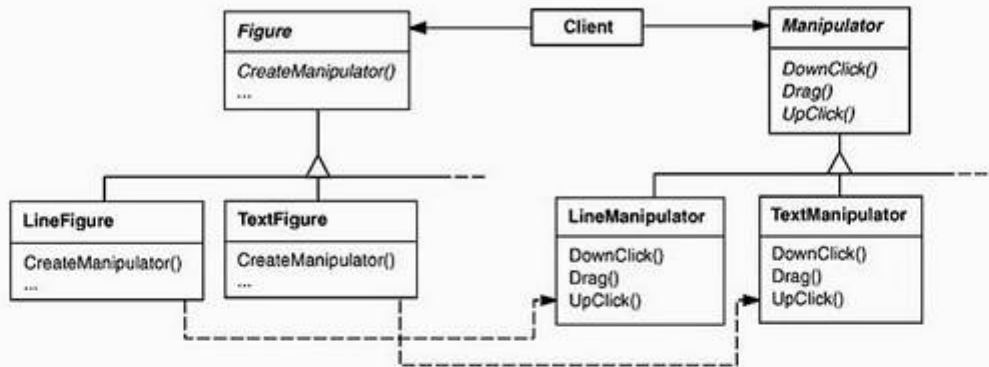 Figure
CreateManipulator()
...
Client
Manipulator
DownClick()
Drag()
UpClick()
LineFigure
CreateManipulator()
...
TextFigure
CreateManipulator()
...
LineManipulator
DownClick()
Drag()
UpClick()
TextManipulator
DownClick()
Drag()
UpClick()